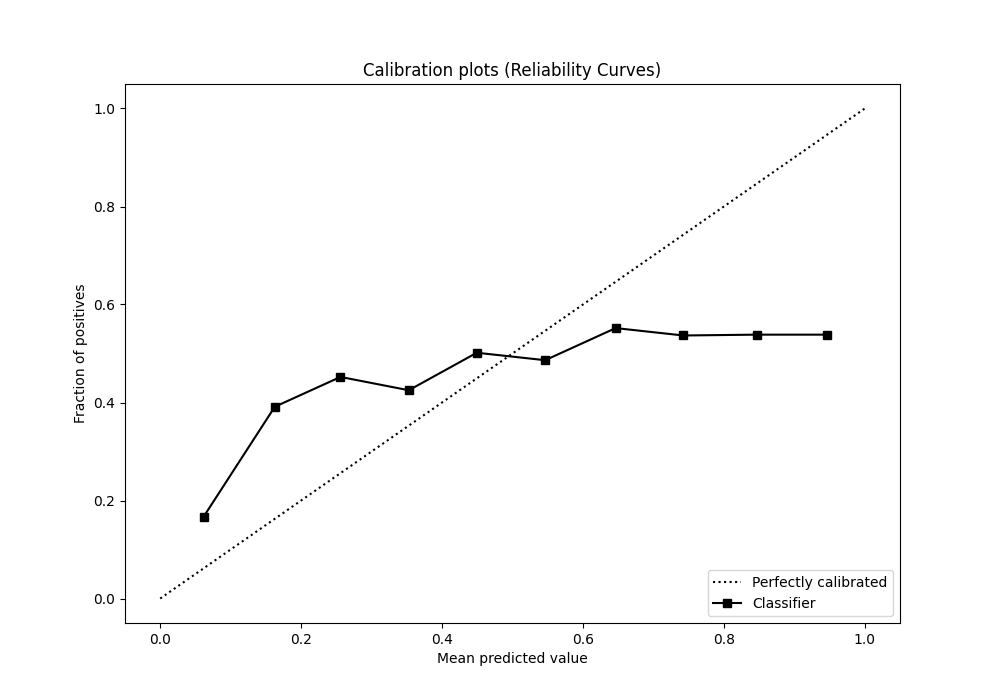 Calibration plots (Reliability Curves)
1.0
0.8
0.6
0.4
0.2
0.0
Fraction of positives
0.0 0.2 0.4 0.6 0.8 1.0
Mean predicted value
Perfectly calibrated
Classifier